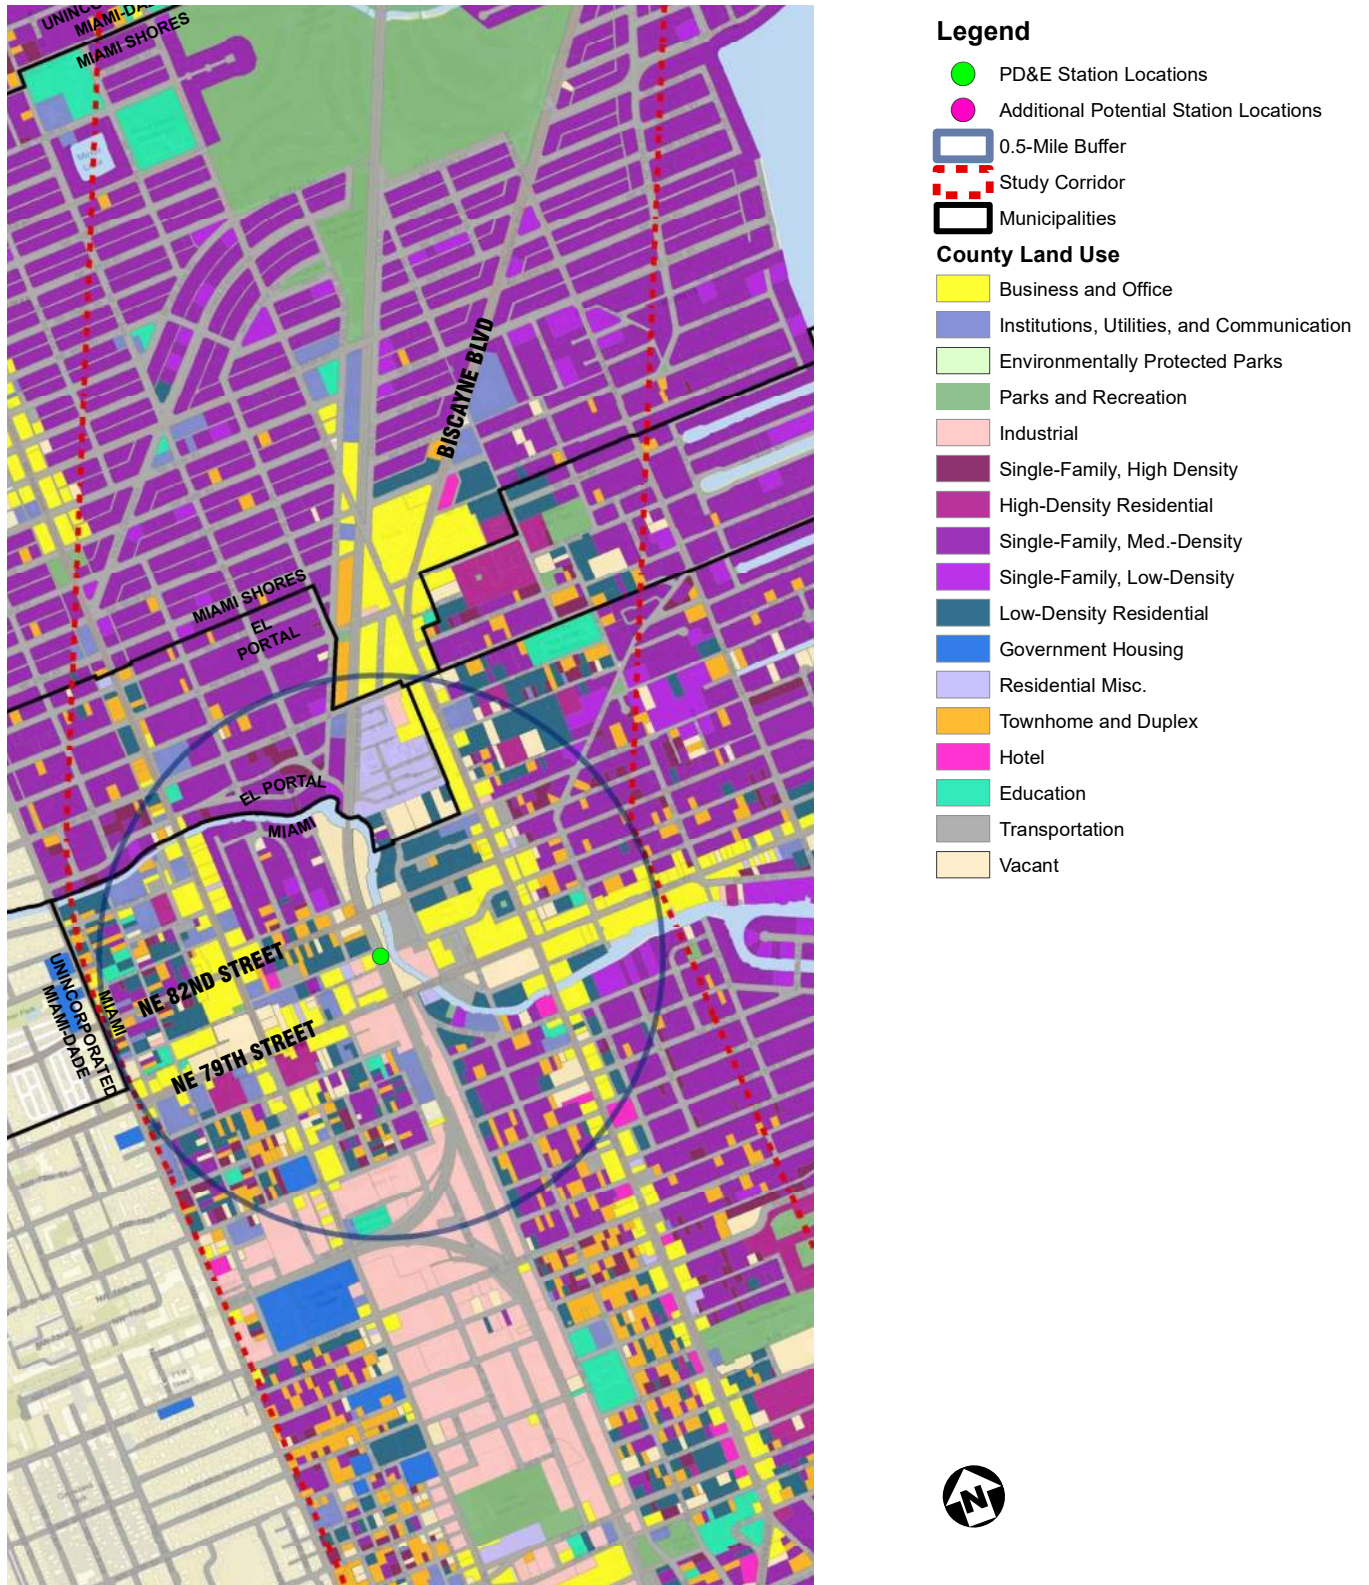 UNINCO
MIAMI-DA
MIAMI SHORES
BISCAYNE BLVD
MIAMI SHORES
EL
PORTAL
EL PORTAL
MIAMI
NE 82ND STREET
NE 79TH STREET
MIAMI
UNINCORPORATED
MIAMI-DADE
Legend
PD&E Station Locations
Additional Potential Station Locations
0.5-Mile Buffer
Study Corridor
Municipalities
County Land Use
Business and Office
Institutions, Utilities, and Communication
Environmentally Protected Parks
Parks and Recreation
Industrial
Single-Family, High Density
High-Density Residential
Single-Family, Med.-Density
Single-Family, Low-Density
Low-Density Residential
Government Housing
Residential Misc.
Townhome and Duplex
Hotel
Education
Transportation
Vacant
N